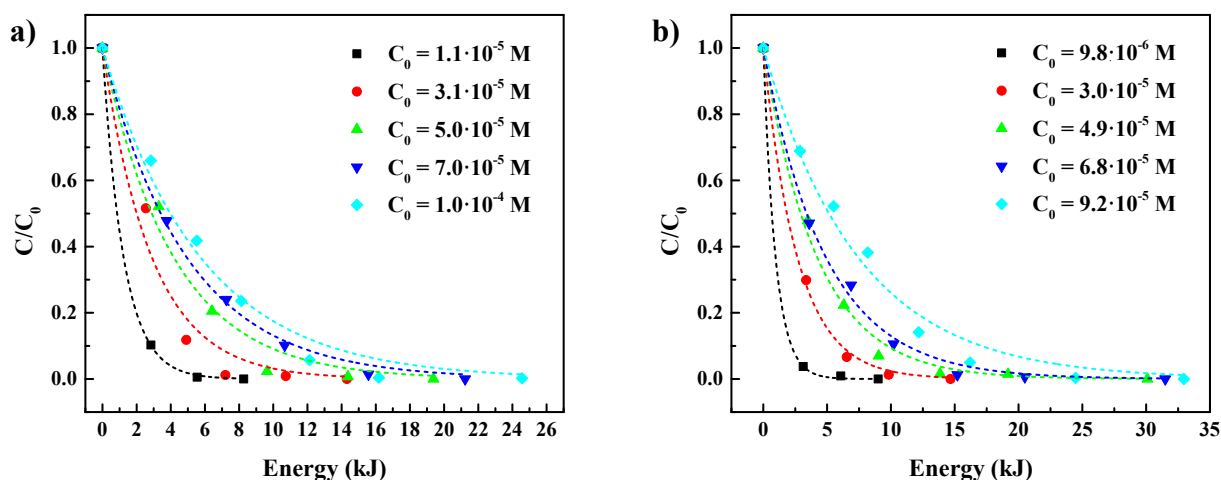 a)
C₀ = 1.1·10⁻⁵ M
C₀ = 3.1·10⁻⁵ M
C₀ = 5.0·10⁻⁵ M
C₀ = 7.0·10⁻⁵ M
C₀ = 1.0·10⁻⁴ M
1.0
0.8
0.6
0.4
0.2
0.0
C/C₀
0 2 4 6 8 10 12 14 16 18 20 22 24 26
Energy (kJ)
b)
C₀ = 9.8·10⁻⁶ M
C₀ = 3.0·10⁻⁵ M
C₀ = 4.9·10⁻⁵ M
C₀ = 6.8·10⁻⁵ M
C₀ = 9.2·10⁻⁵ M
1.0
0.8
0.6
0.4
0.2
0.0
C/C₀
0 5 10 15 20 25 30 35
Energy (kJ)